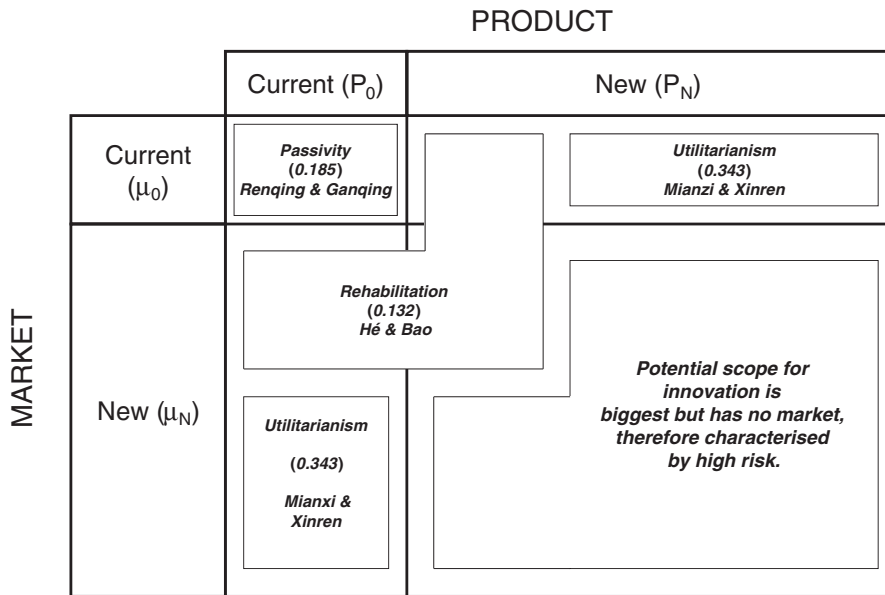 PRODUCT
Current (P₀)
New (P_N)
Current
(μ₀)
Passivity
(0.185)
Renqing & Ganqing
Utilitarianism
(0.343)
Mianzi & Xinren
Rehabilitation
(0.132)
Hé & Bao
MARKET
New (μ_N)
Utilitarianism
(0.343)
Mianxi &
Xinren
Potential scope for
innovation is
biggest but has no market,
therefore characterised
by high risk.